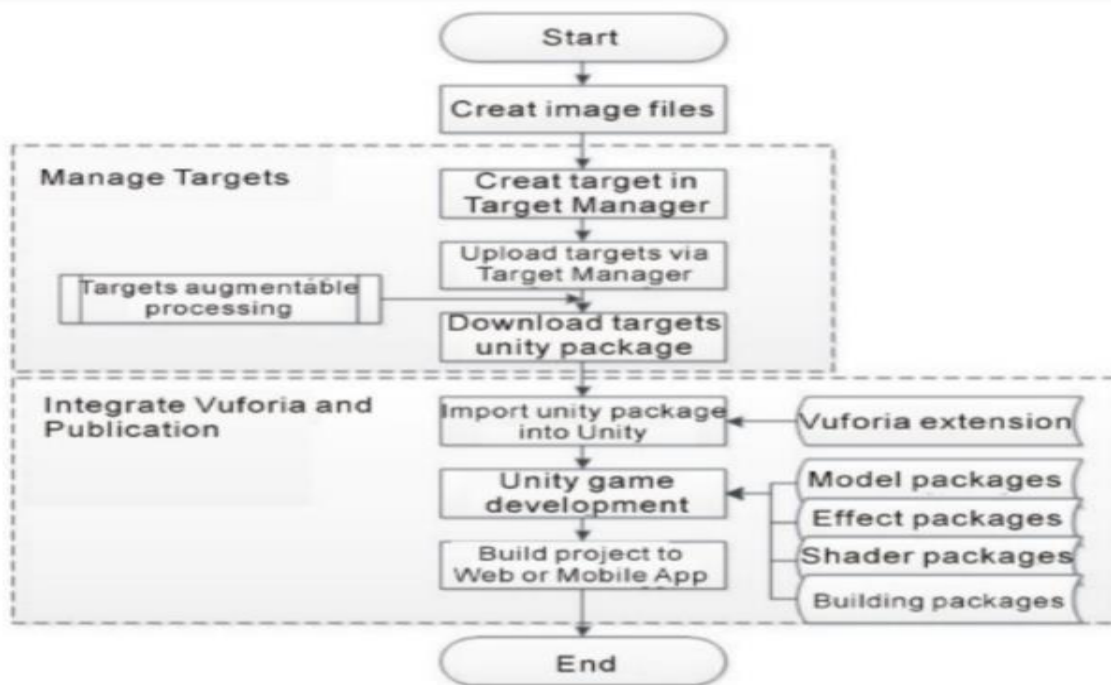 Start
Creat image files
Manage Targets
Creat target in
Target Manager
Upload targets via
Target Manager
Targets augmentable
processing
Download targets
unity package
Integrate Vuforia and
Publication
Import unity package
into Unity
Vuforia extension
Unity game
development
Model packages
Effect packages
Shader packages
Building packages
Build project to
Web or Mobile App
End